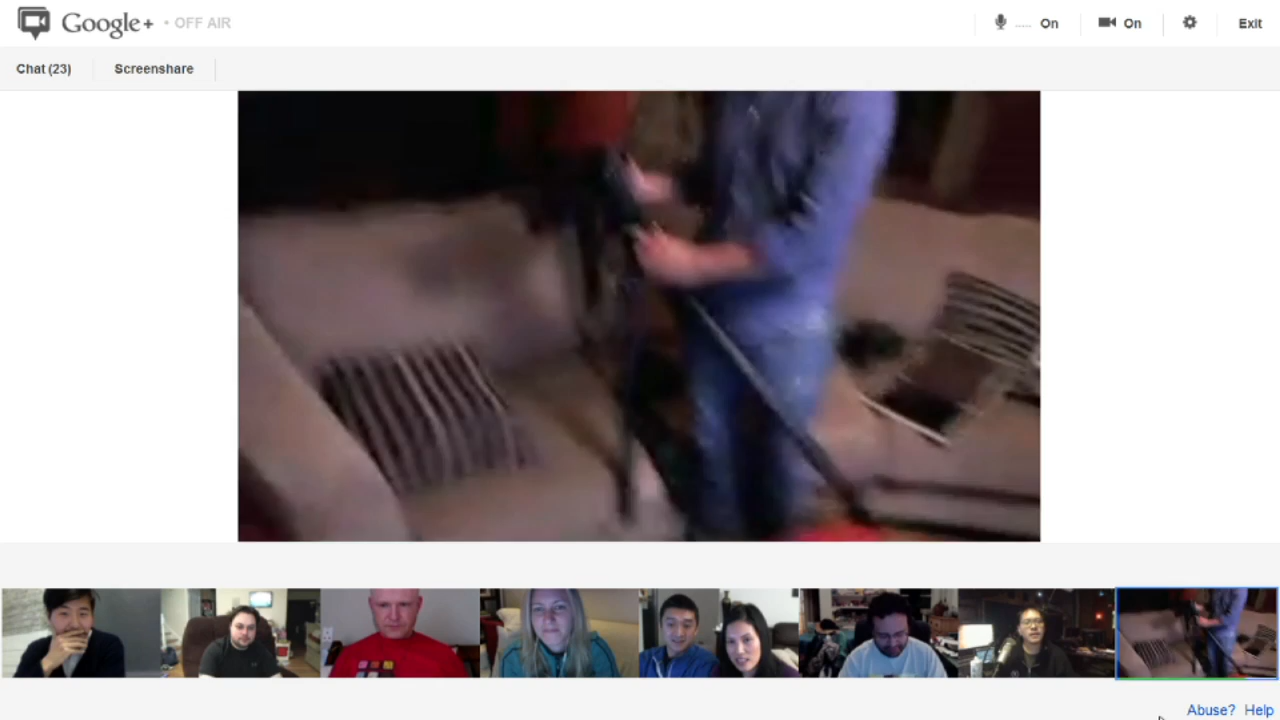 Google+ • OFF AIR
On
On
Exit
Chat (23)
Screenshare
Abuse? Help